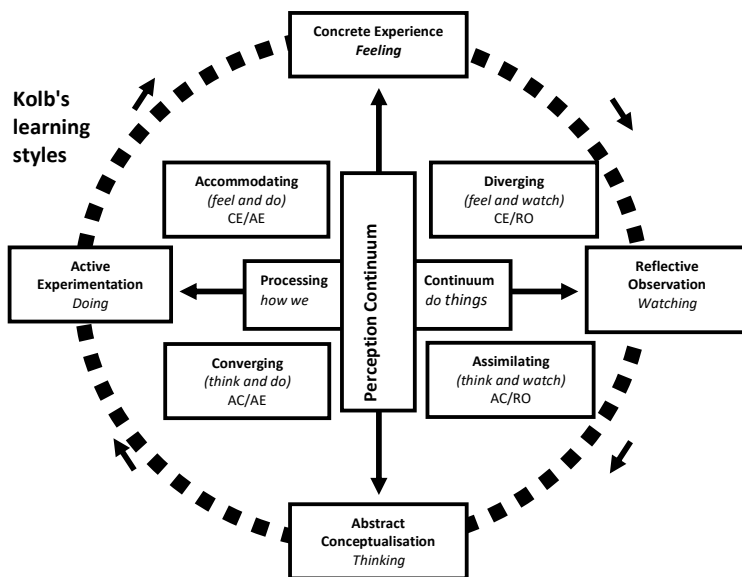 Concrete Experience
Feeling
Kolb's
learning
styles
Accommodating
(feel and do)
CE/AE
Diverging
(feel and watch)
CE/RO
Active
Experimentation
Doing
Processing
how we
Perception Continuum
Continuum
do things
Reflective
Observation
Watching
Converging
(think and do)
AC/AE
Assimilating
(think and watch)
AC/RO
Abstract
Conceptualisation
Thinking